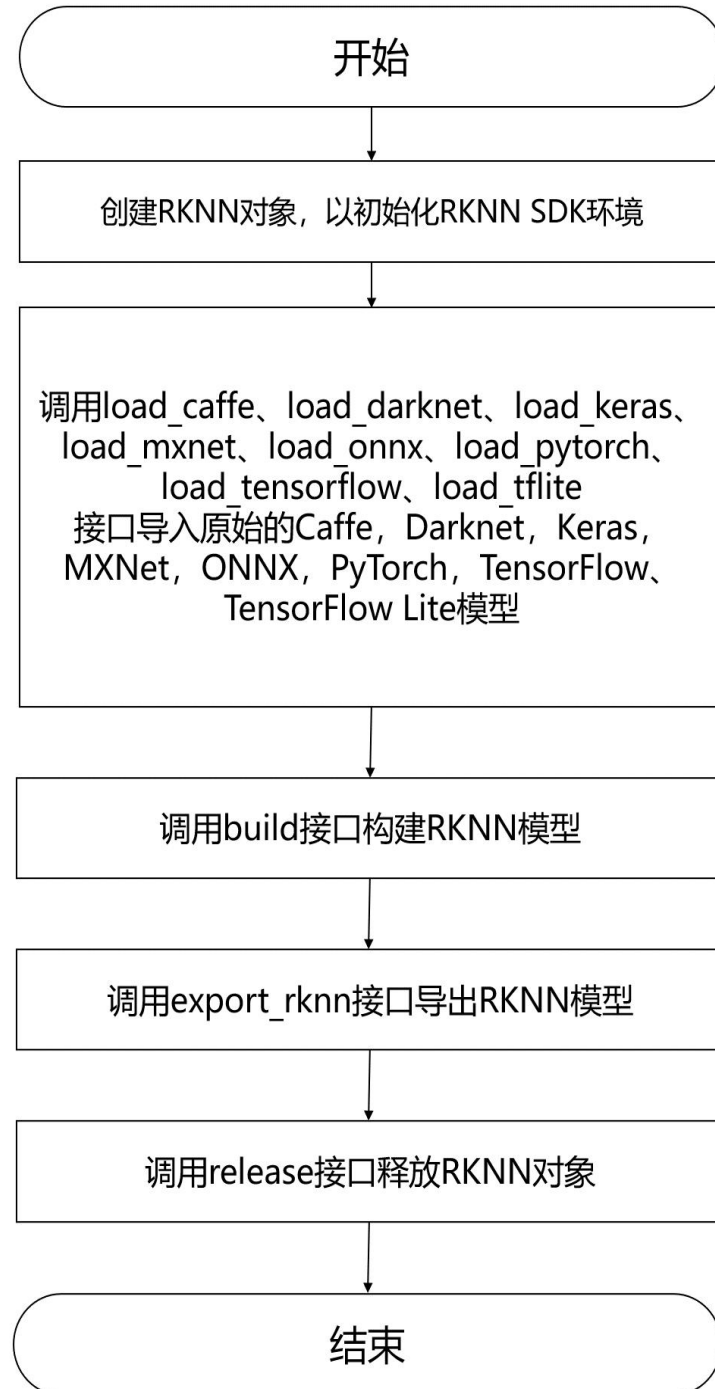 开始
创建RKNN对象，以初始化RKNN SDK环境
调用load_caffe、load_darknet、load_keras、
load_mxnet、load_onnx、load_pytorch、
load_tensorflow、load_tflite
接口导入原始的Caffe，Darknet，Keras，
MXNet，ONNX，PyTorch，TensorFlow、
TensorFlow Lite模型
调用build接口构建RKNN模型
调用export_rknn接口导出RKNN模型
调用release接口释放RKNN对象
结束